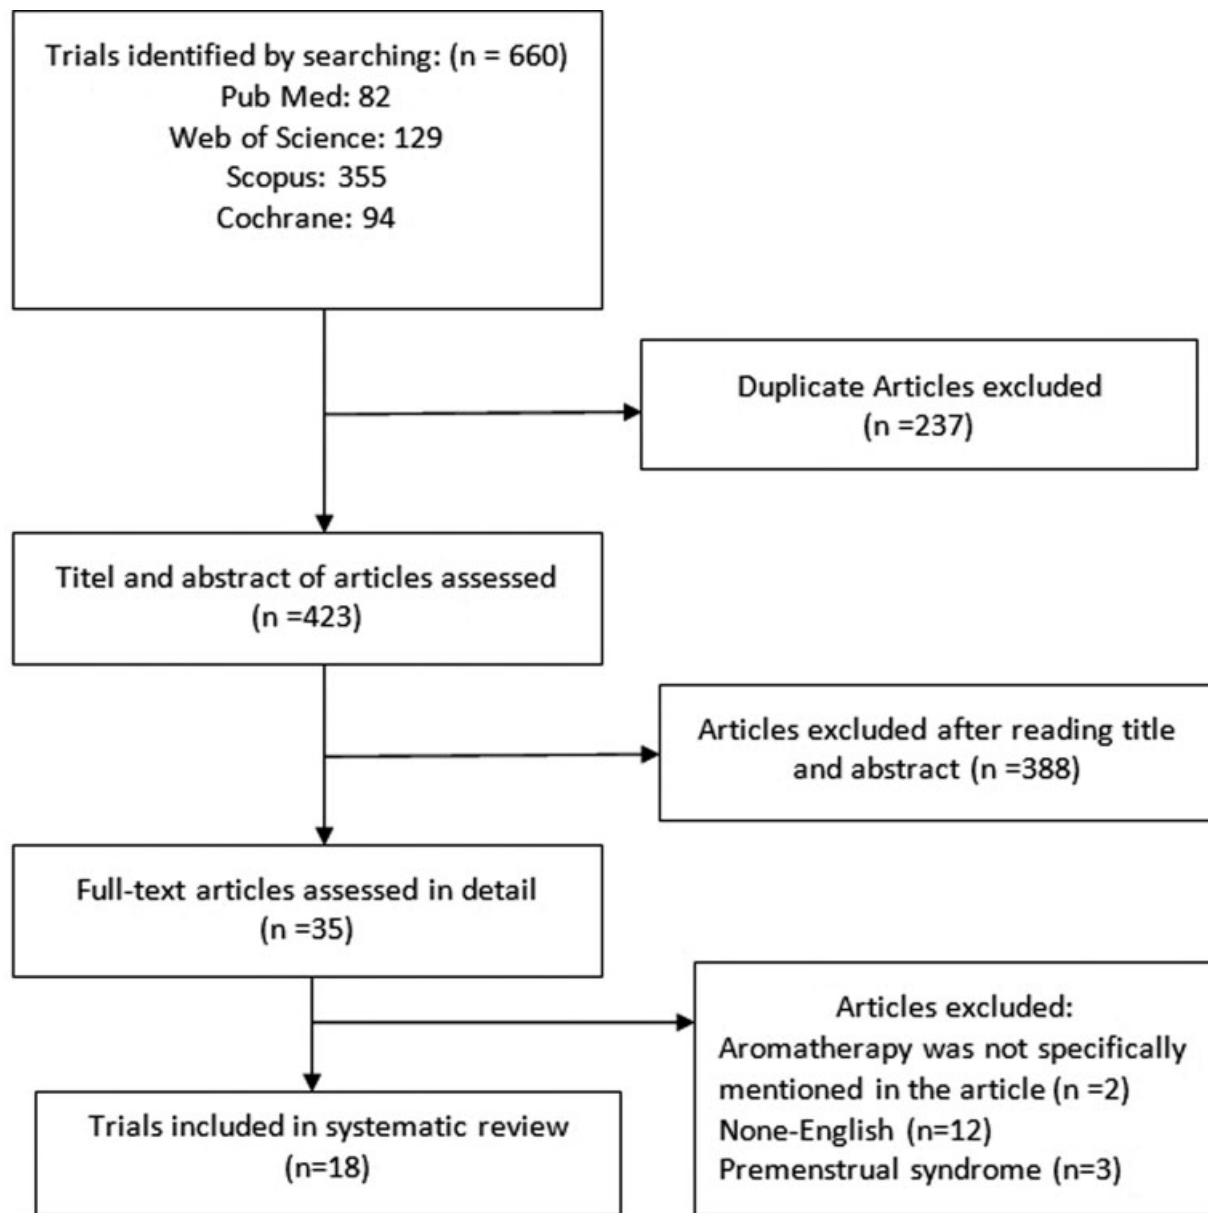 Trials identified by searching: (n = 660)
Pub Med: 82
Web of Science: 129
Scopus: 355
Cochrane: 94
Duplicate Articles excluded
(n =237)
Titel and abstract of articles assessed
(n =423)
Articles excluded after reading title
and abstract (n =388)
Full-text articles assessed in detail
(n =35)
Articles excluded:
Aromatherapy was not specifically
mentioned in the article (n =2)
None-English (n=12)
Premenstrual syndrome (n=3)
Trials included in systematic review
(n=18)